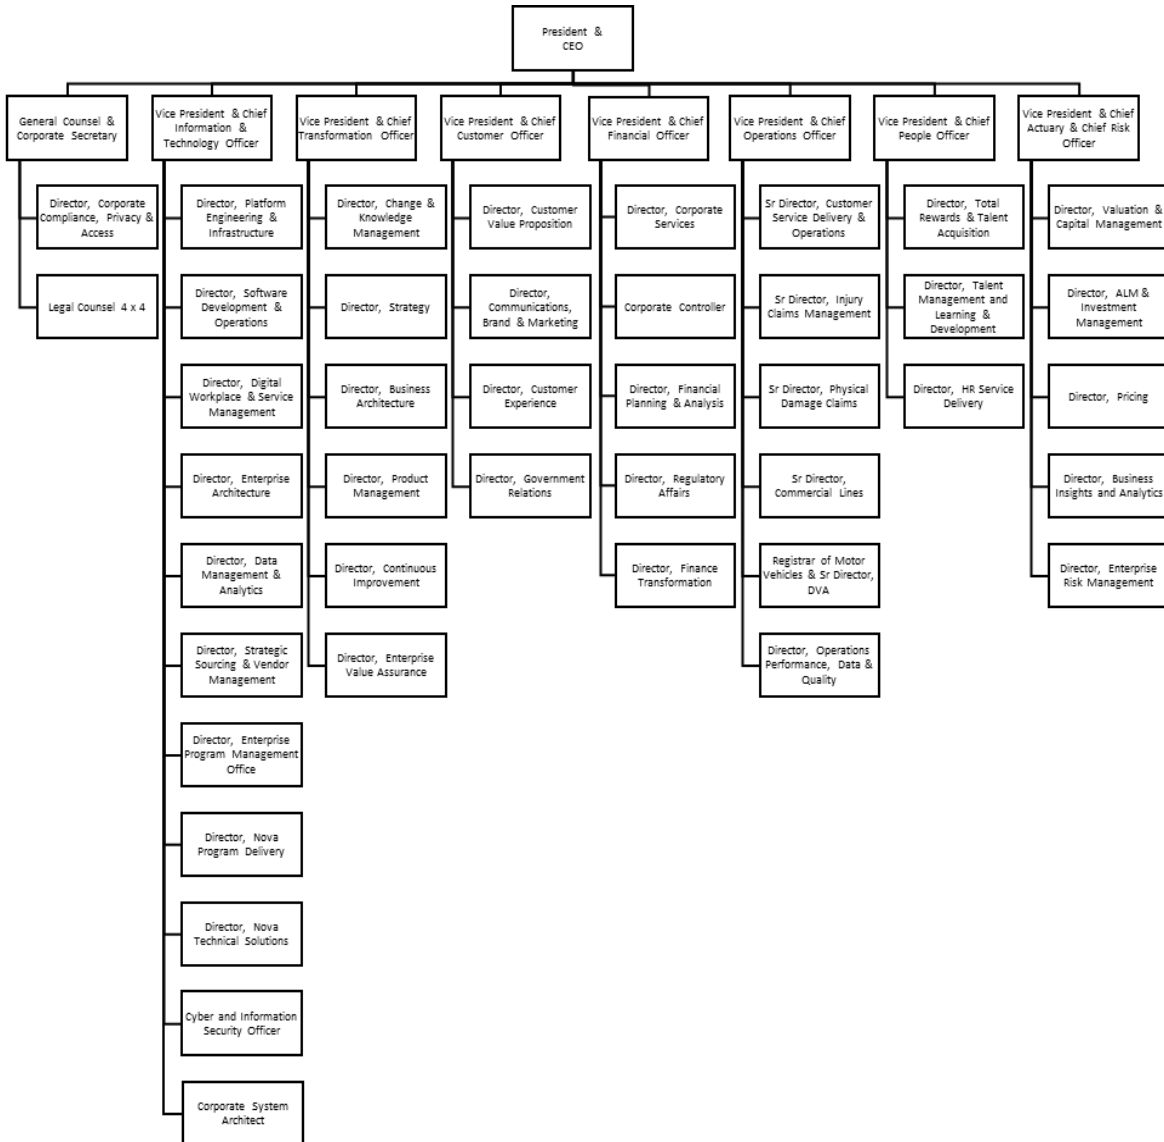 President &
CEO
General Counsel &
Corporate Secretary
Vice President & Chief
Information &
Technology Officer
Vice President & Chief
Transformation Officer
Vice President & Chief
Customer Officer
Vice President & Chief
Financial Officer
Vice President & Chief
Operations Officer
Vice President & Chief
People Officer
Vice President & Chief
Actuary & Chief Risk
Officer
Director, Corporate
Compliance, Privacy &
Access
Legal Counsel 4 x 4
Director, Platform
Engineering &
Infrastructure
Director, Software
Development &
Operations
Director, Digital
Workplace & Service
Management
Director, Enterprise
Architecture
Director, Data
Management &
Analytics
Director, Strategic
Sourcing & Vendor
Management
Director, Enterprise
Program Management
Office
Director, Nova
Program Delivery
Director, Nova
Technical Solutions
Cyber and Information
Security Officer
Corporate System
Architect
Director, Change &
Knowledge
Management
Director, Strategy
Director, Business
Architecture
Director, Product
Management
Director, Continuous
Improvement
Director, Enterprise
Value Assurance
Director, Customer
Value Proposition
Director,
Communications,
Brand & Marketing
Director, Customer
Experience
Director, Government
Relations
Director, Corporate
Services
Corporate Controller
Director, Financial
Planning & Analysis
Director, Regulatory
Affairs
Director, Finance
Transformation
Sr Director, Customer
Service Delivery &
Operations
Sr Director, Injury
Claims Management
Sr Director, Physical
Damage Claims
Sr Director,
Commercial Lines
Registrar of Motor
Vehicles & Sr Director,
DVA
Director, Operations
Performance, Data &
Quality
Director, Total
Rewards & Talent
Acquisition
Director, Talent
Management and
Learning &
Development
Director, HR Service
Delivery
Director, Valuation &
Capital Management
Director, ALM &
Investment
Management
Director, Pricing
Director, Business
Insights and Analytics
Director, Enterprise
Risk Management